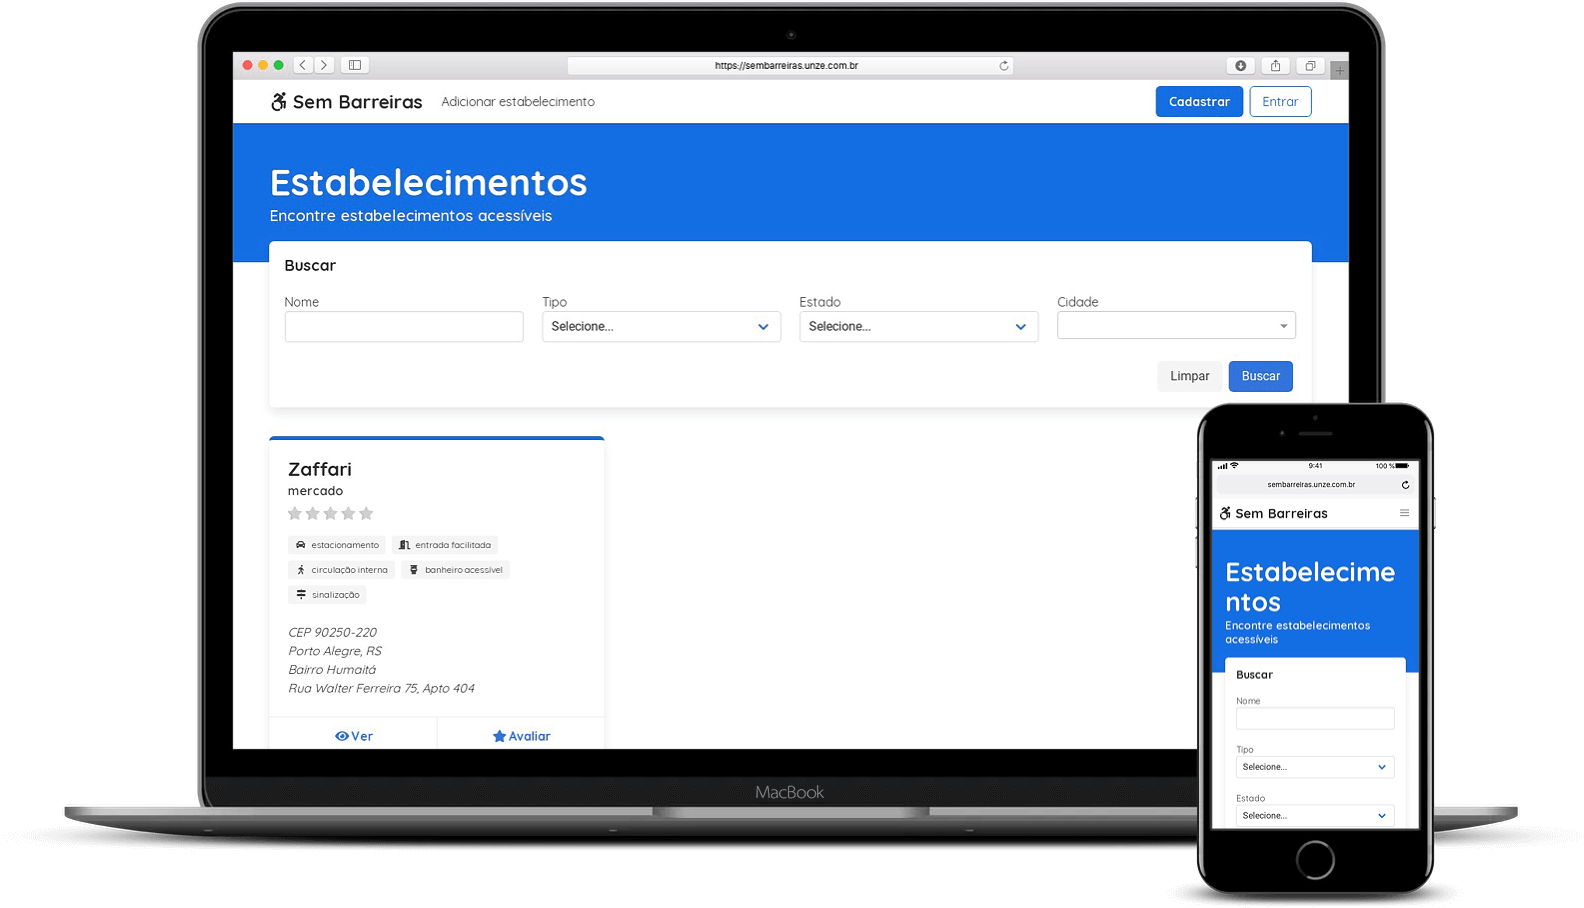 https://sembarreiras.unze.com.br
Sem Barreiras Adicionar estabelecimento Cadastrar Entrar
Estabelecimentos
Encontre estabelecimentos acessíveis
Buscar
Nome Tipo Estado Cidade
Selecione... Selecione...
Limpar Buscar
Zaffari
mercado
estacionamento entrada facilitada
circulação interna banheiro acessível
sinalização
CEP 90250-220
Porto Alegre, RS
Bairro Humaitá
Rua Walter Ferreira 75, Apto 404
Ver Avaliar
MacBook
9:41 100 %
sembarreiras.unze.com.br
Sem Barreiras
Estabelecime
ntos
Encontre estabelecimentos
acessíveis
Buscar
Nome
Tipo
Selecione...
Estado
Selecione...